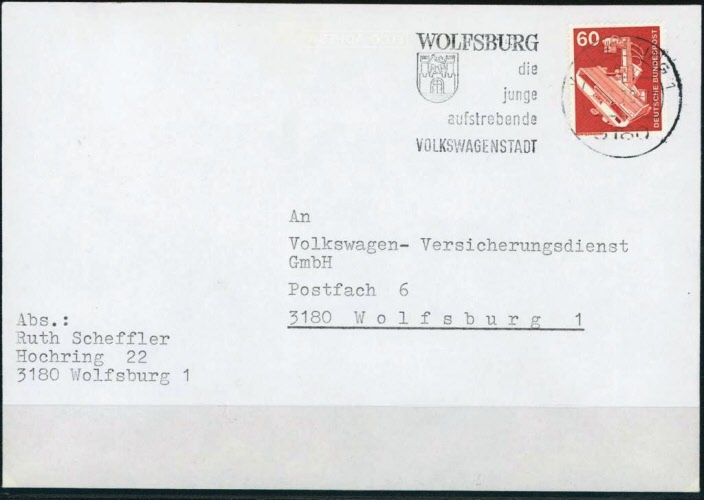 WOLFSBURG
die
junge
aufstrebende
VOLKSWAGENSTADT
60
DEUTSCHE BUNDESPOST
3180
An
Volkswagen- Versicherungsdienst
GmbH
Postfach 6
3180 Wolfsburg 1
Abs.:
Ruth Scheffler
Hochring 22
3180 Wolfsburg 1